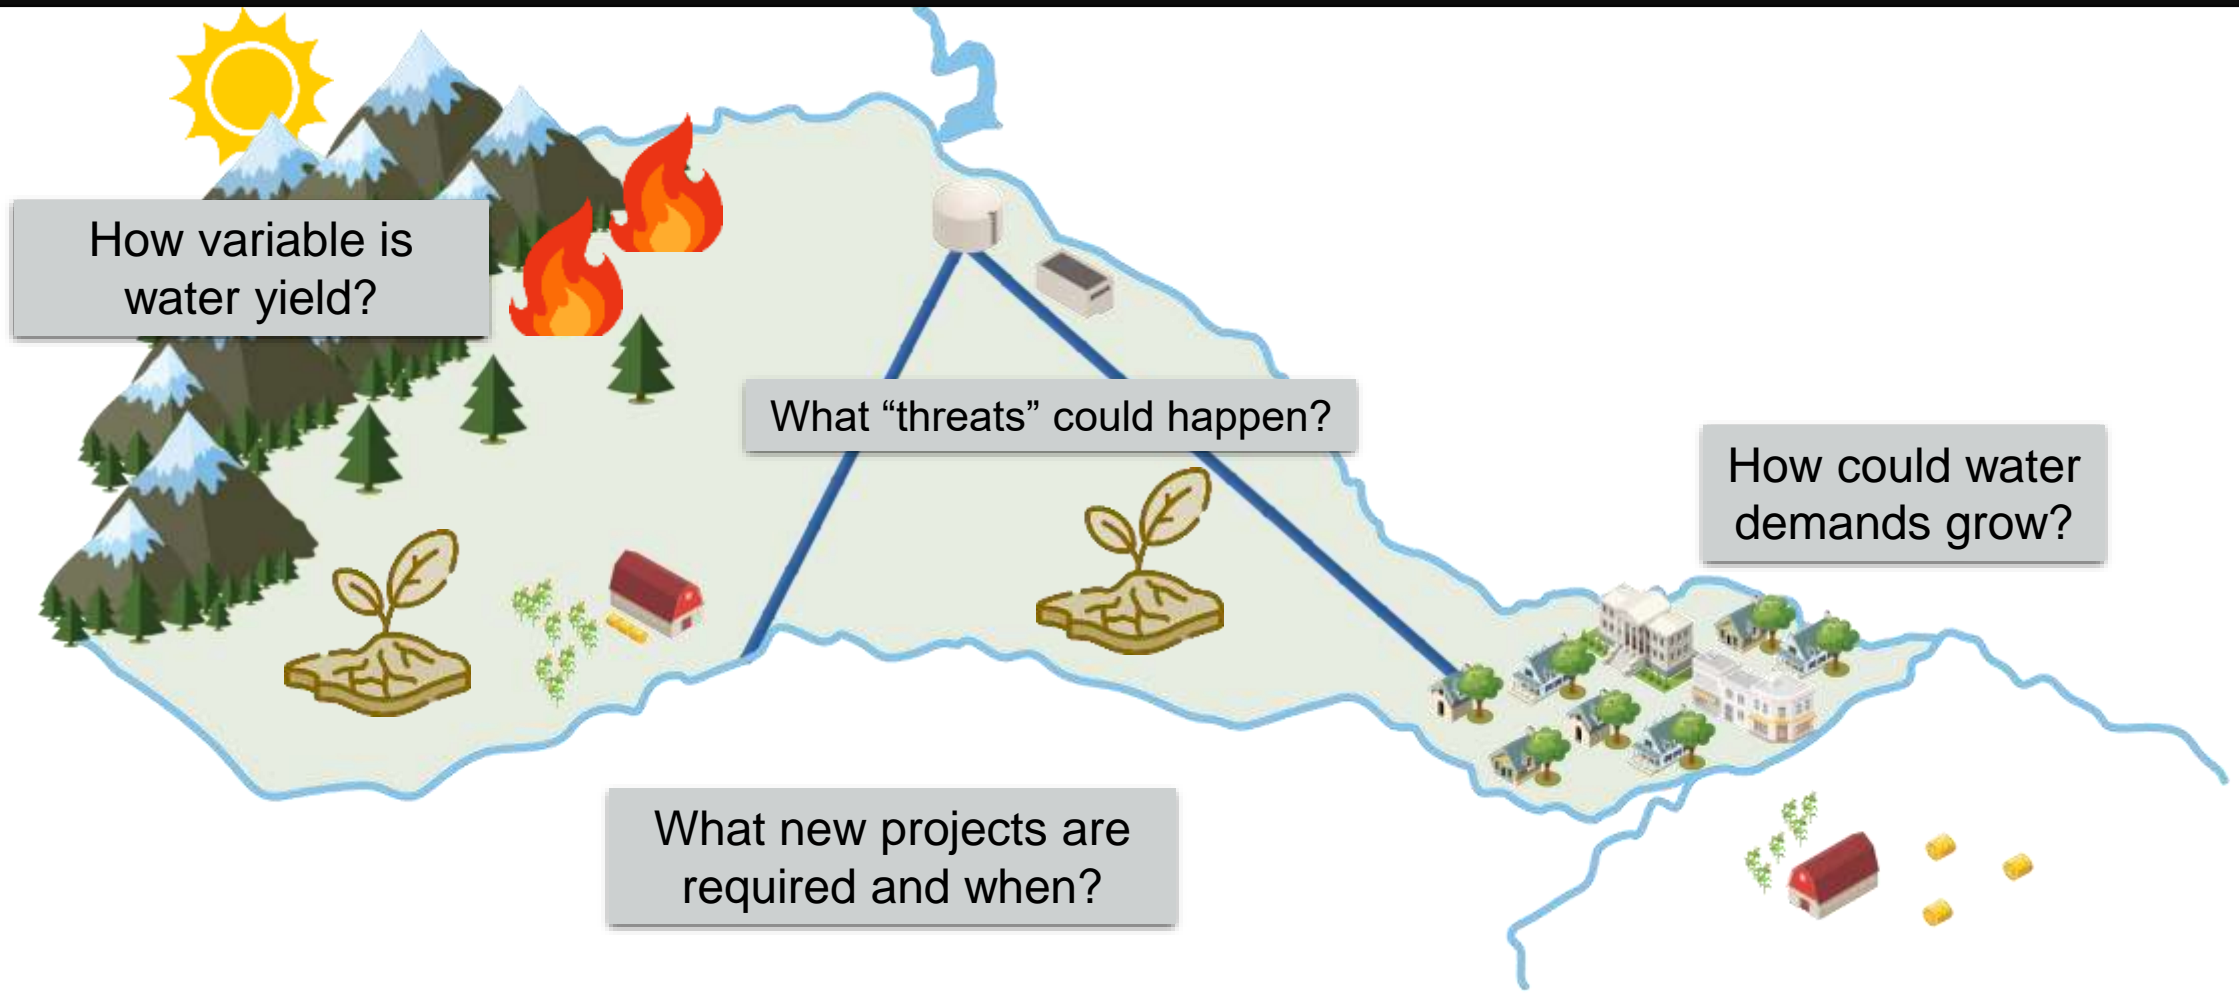 How variable is
water yield?
What “threats” could happen?
How could water
demands grow?
What new projects are
required and when?